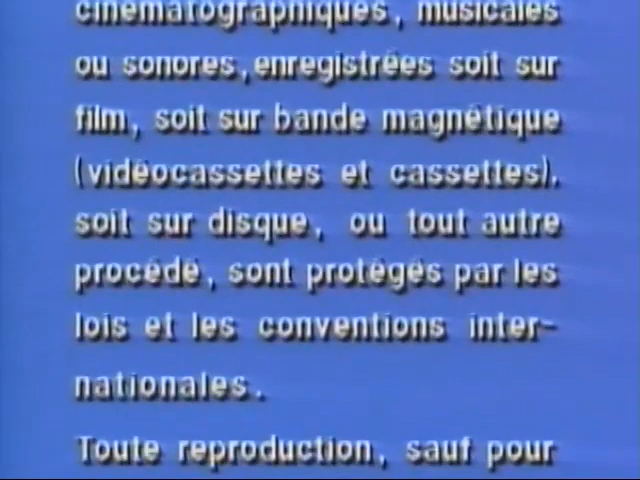 cinématographiques, musicales
ou sonores, enregistrées soit sur
film, soit sur bande magnétique
(vidéocassettes et cassettes),
soit sur disque, ou tout autre
procédé, sont protégés par les
lois et les conventions inter-
nationales.
Toute reproduction, sauf pour